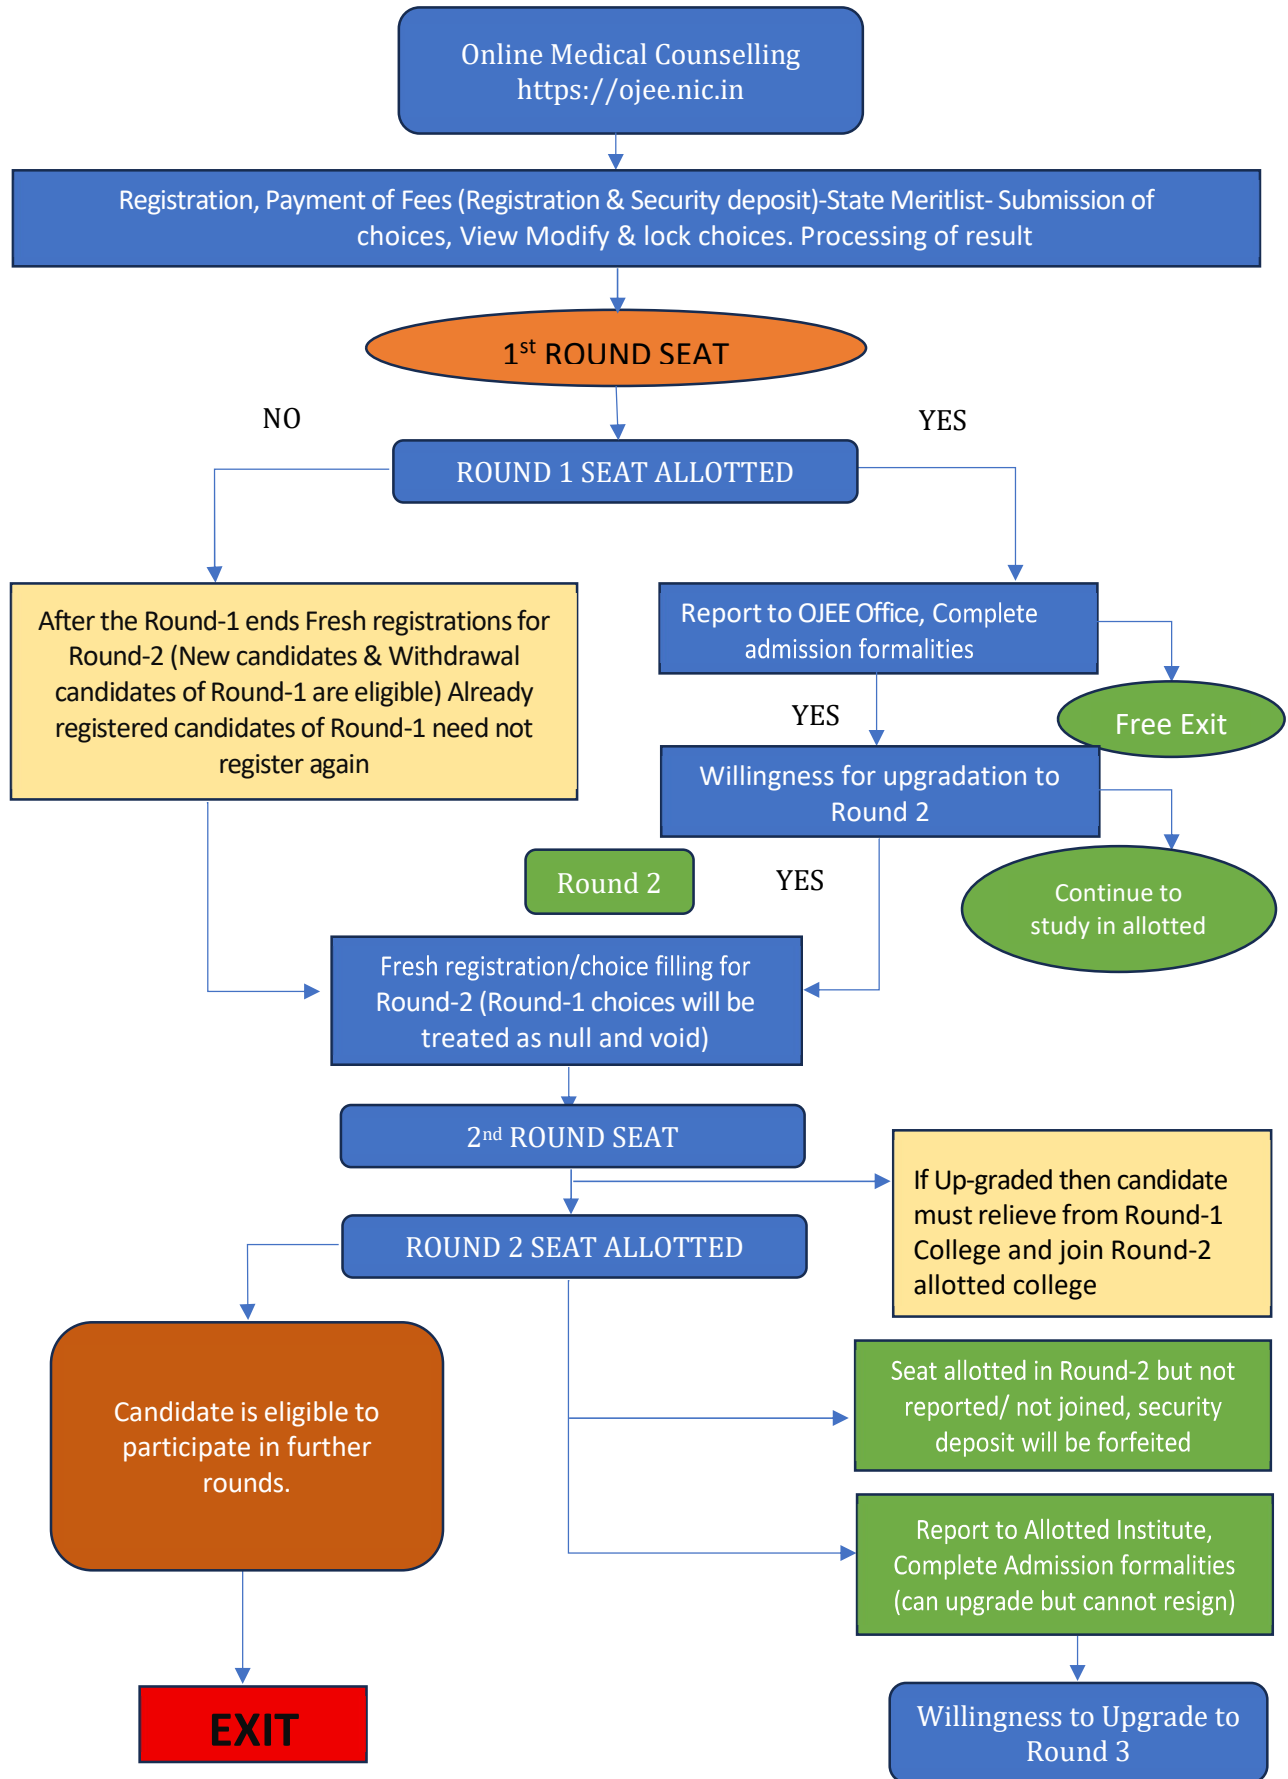 Online Medical Counselling
https://ojee.nic.in
Registration, Payment of Fees (Registration & Security deposit)-State Meritlist- Submission of
choices, View Modify & lock choices. Processing of result
1st ROUND SEAT
NO
YES
ROUND 1 SEAT ALLOTTED
After the Round-1 ends Fresh registrations for
Round-2 (New candidates & Withdrawal
candidates of Round-1 are eligible) Already
registered candidates of Round-1 need not
register again
Report to OJEE Office, Complete
admission formalities
YES
Free Exit
Willingness for upgradation to
Round 2
Round 2
YES
Continue to
study in allotted
Fresh registration/choice filling for
Round-2 (Round-1 choices will be
treated as null and void)
2nd ROUND SEAT
If Up-graded then candidate
must relieve from Round-1
College and join Round-2
allotted college
ROUND 2 SEAT ALLOTTED
Candidate is eligible to
participate in further
rounds.
Seat allotted in Round-2 but not
reported/ not joined, security
deposit will be forfeited
Report to Allotted Institute,
Complete Admission formalities
(can upgrade but cannot resign)
EXIT
Willingness to Upgrade to
Round 3